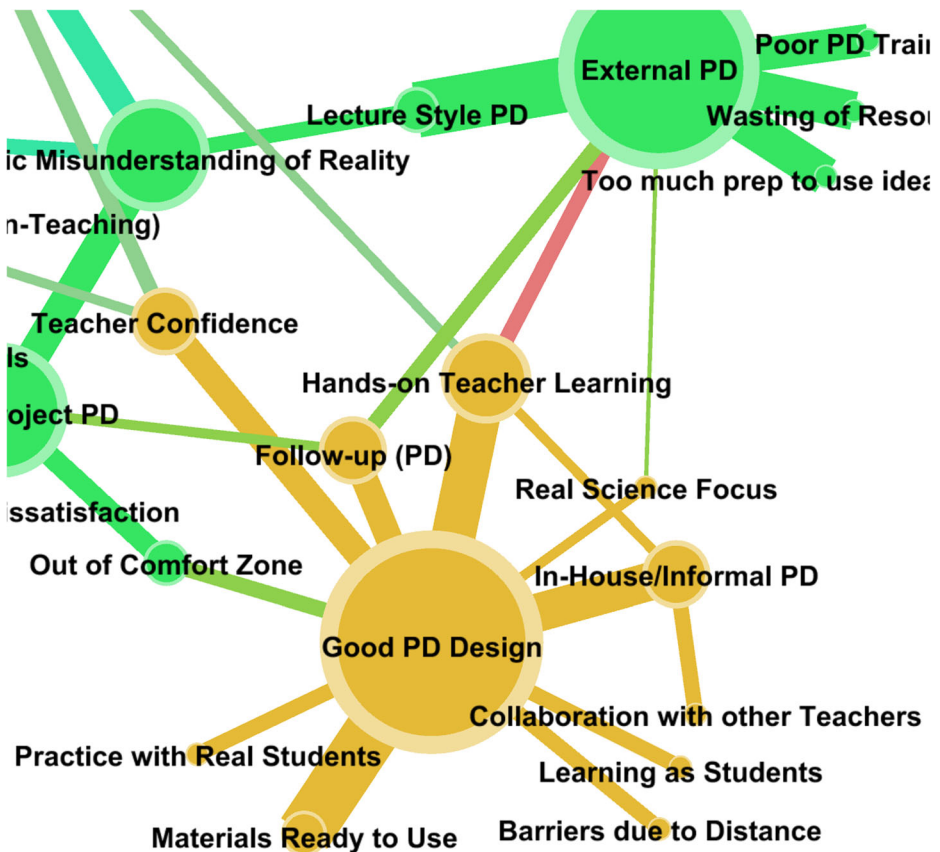 Poor PD Trai
External PD
Lecture Style PD
Wasting of Resou
ic Misunderstanding of Reality
Too much prep to use idea
n-Teaching)
Teacher Confidence
ls
Hands-on Teacher Learning
oject PD
Follow-up (PD)
Real Science Focus
issatisfaction
Out of Comfort Zone
In-House/Informal PD
Good PD Design
Collaboration with other Teachers
Practice with Real Students
Learning as Students
Barriers due to Distance
Materials Ready to Use